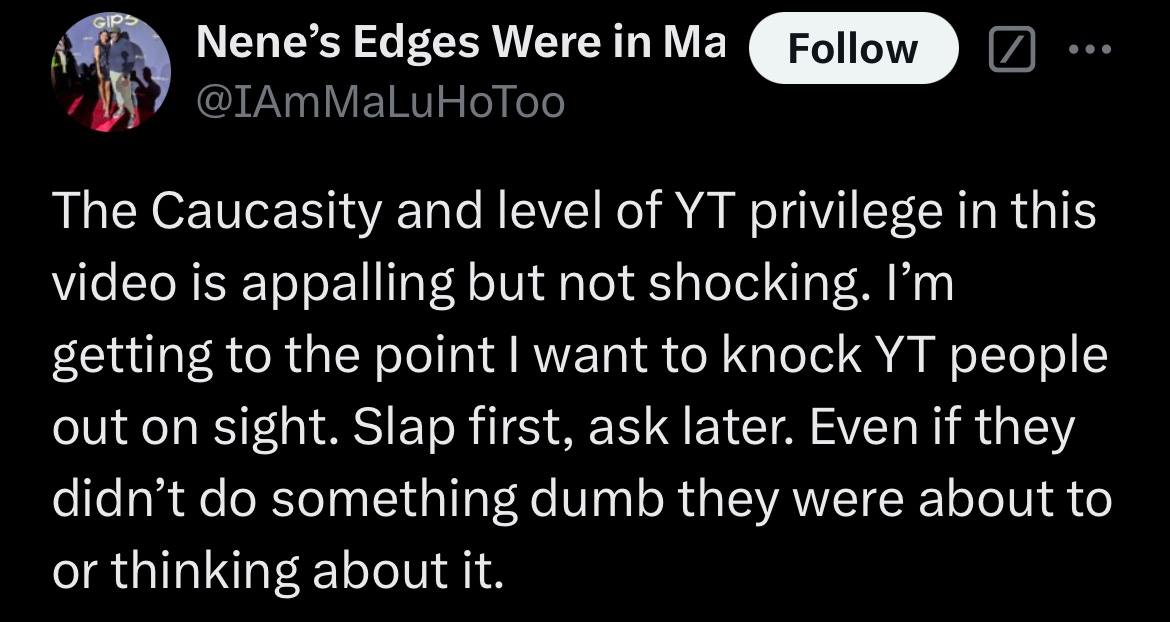 GIPS
Nene’s Edges Were in Ma
Follow
@IAmMaLuHoToo
The Caucasity and level of YT privilege in this
video is appalling but not shocking. I’m
getting to the point I want to knock YT people
out on sight. Slap first, ask later. Even if they
didn’t do something dumb they were about to
or thinking about it.